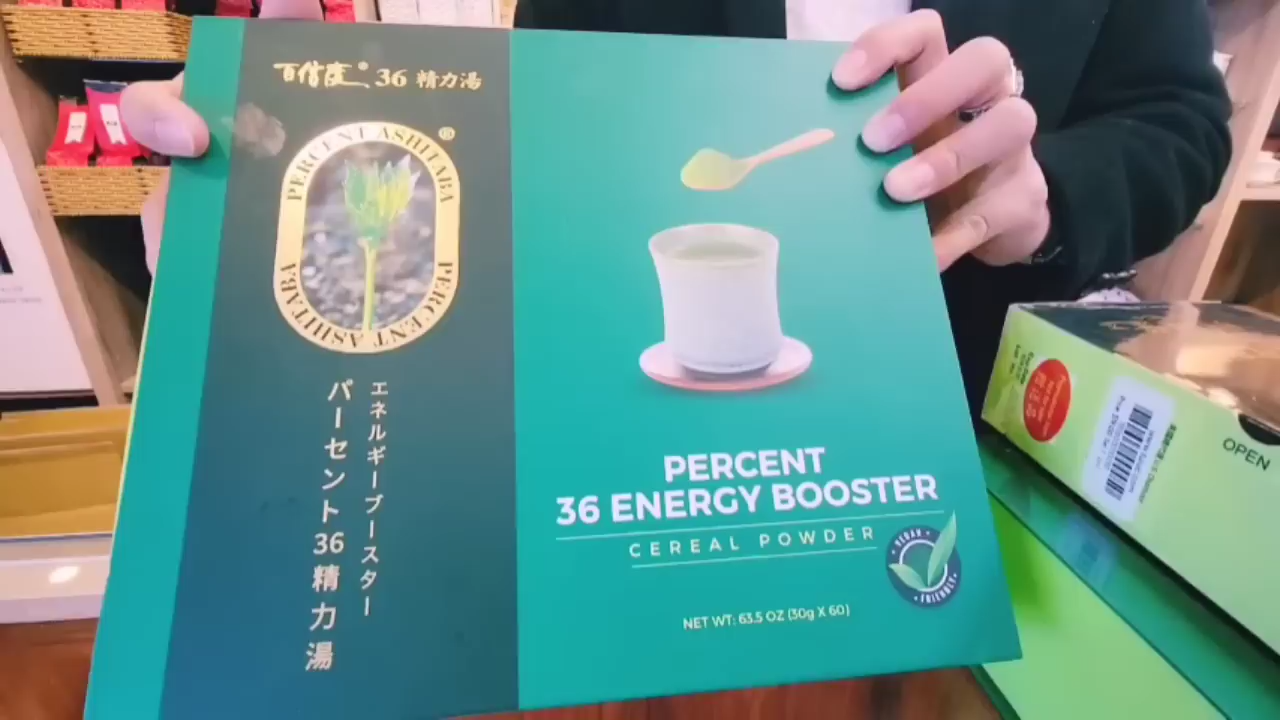 百信度® 36 精力湯
PERCENT ASHITABA ®
PERCENT ASHITABA
エネルギーブースター
パーセント36精力湯
PERCENT
36 ENERGY BOOSTER
CEREAL POWDER
VEGAN
FRIENDLY
NET WT: 63.5 OZ (30g X 60)
OPEN